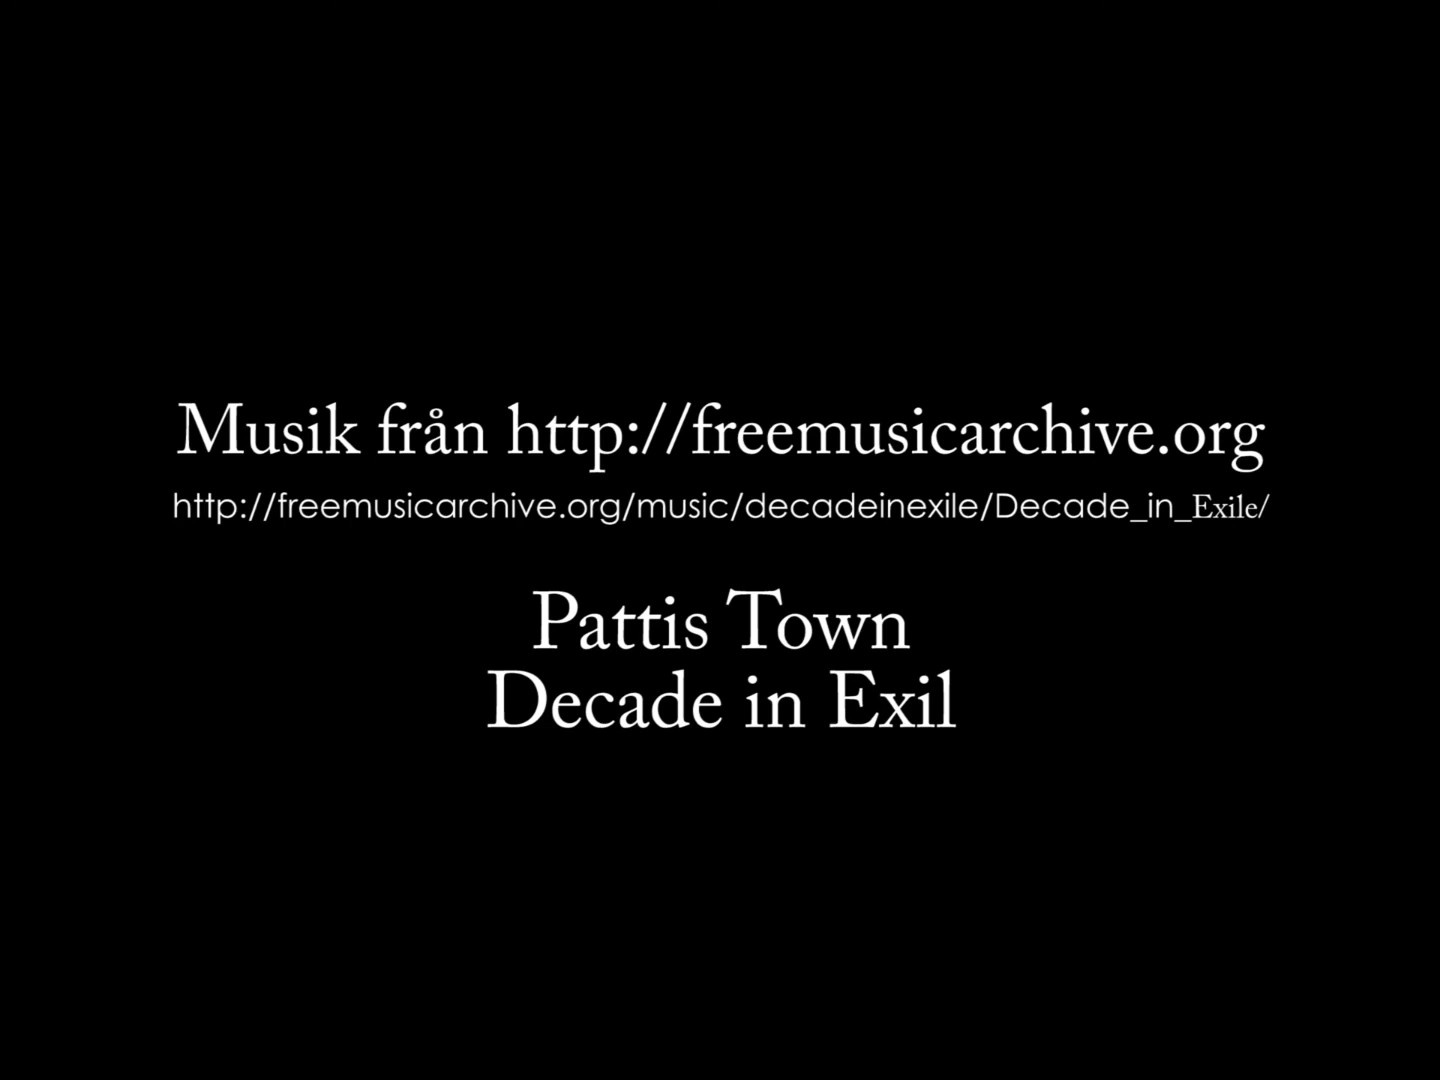 Musik från http://freemusicarchive.org
http://freemusicarchive.org/music/decadeinexile/Decade_in_Exile/
Pattis Town
Decade in Exil